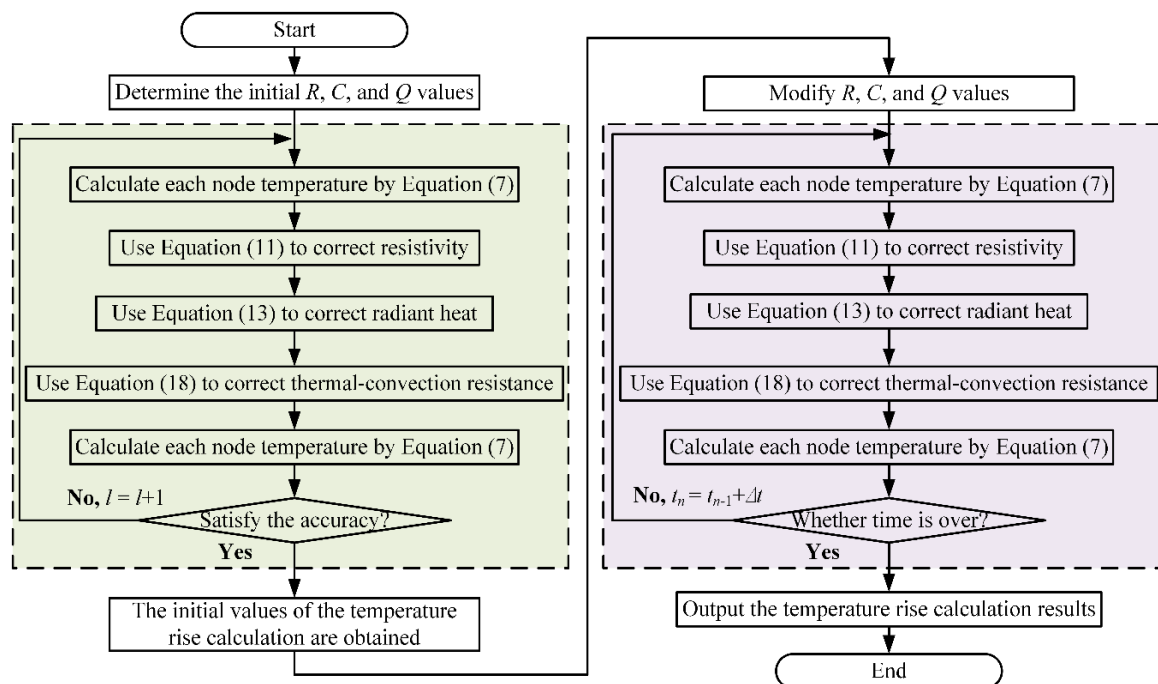 Start
Determine the initial R, C, and Q values
Calculate each node temperature by Equation (7)
Use Equation (11) to correct resistivity
Use Equation (13) to correct radiant heat
Use Equation (18) to correct thermal-convection resistance
Calculate each node temperature by Equation (7)
No, l = l+1
Satisfy the accuracy?
Yes
The initial values of the temperature
rise calculation are obtained
Modify R, C, and Q values
Calculate each node temperature by Equation (7)
Use Equation (11) to correct resistivity
Use Equation (13) to correct radiant heat
Use Equation (18) to correct thermal-convection resistance
Calculate each node temperature by Equation (7)
No, tn = tn-1+Δt
Whether time is over?
Yes
Output the temperature rise calculation results
End